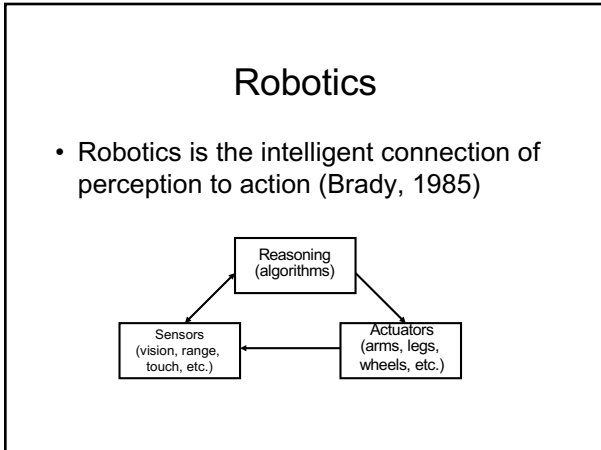 Robotics
• Robotics is the intelligent connection of
perception to action (Brady, 1985)
Reasoning
(algorithms)
Sensors
(vision, range,
touch, etc.)
Actuators
(arms, legs,
wheels, etc.)